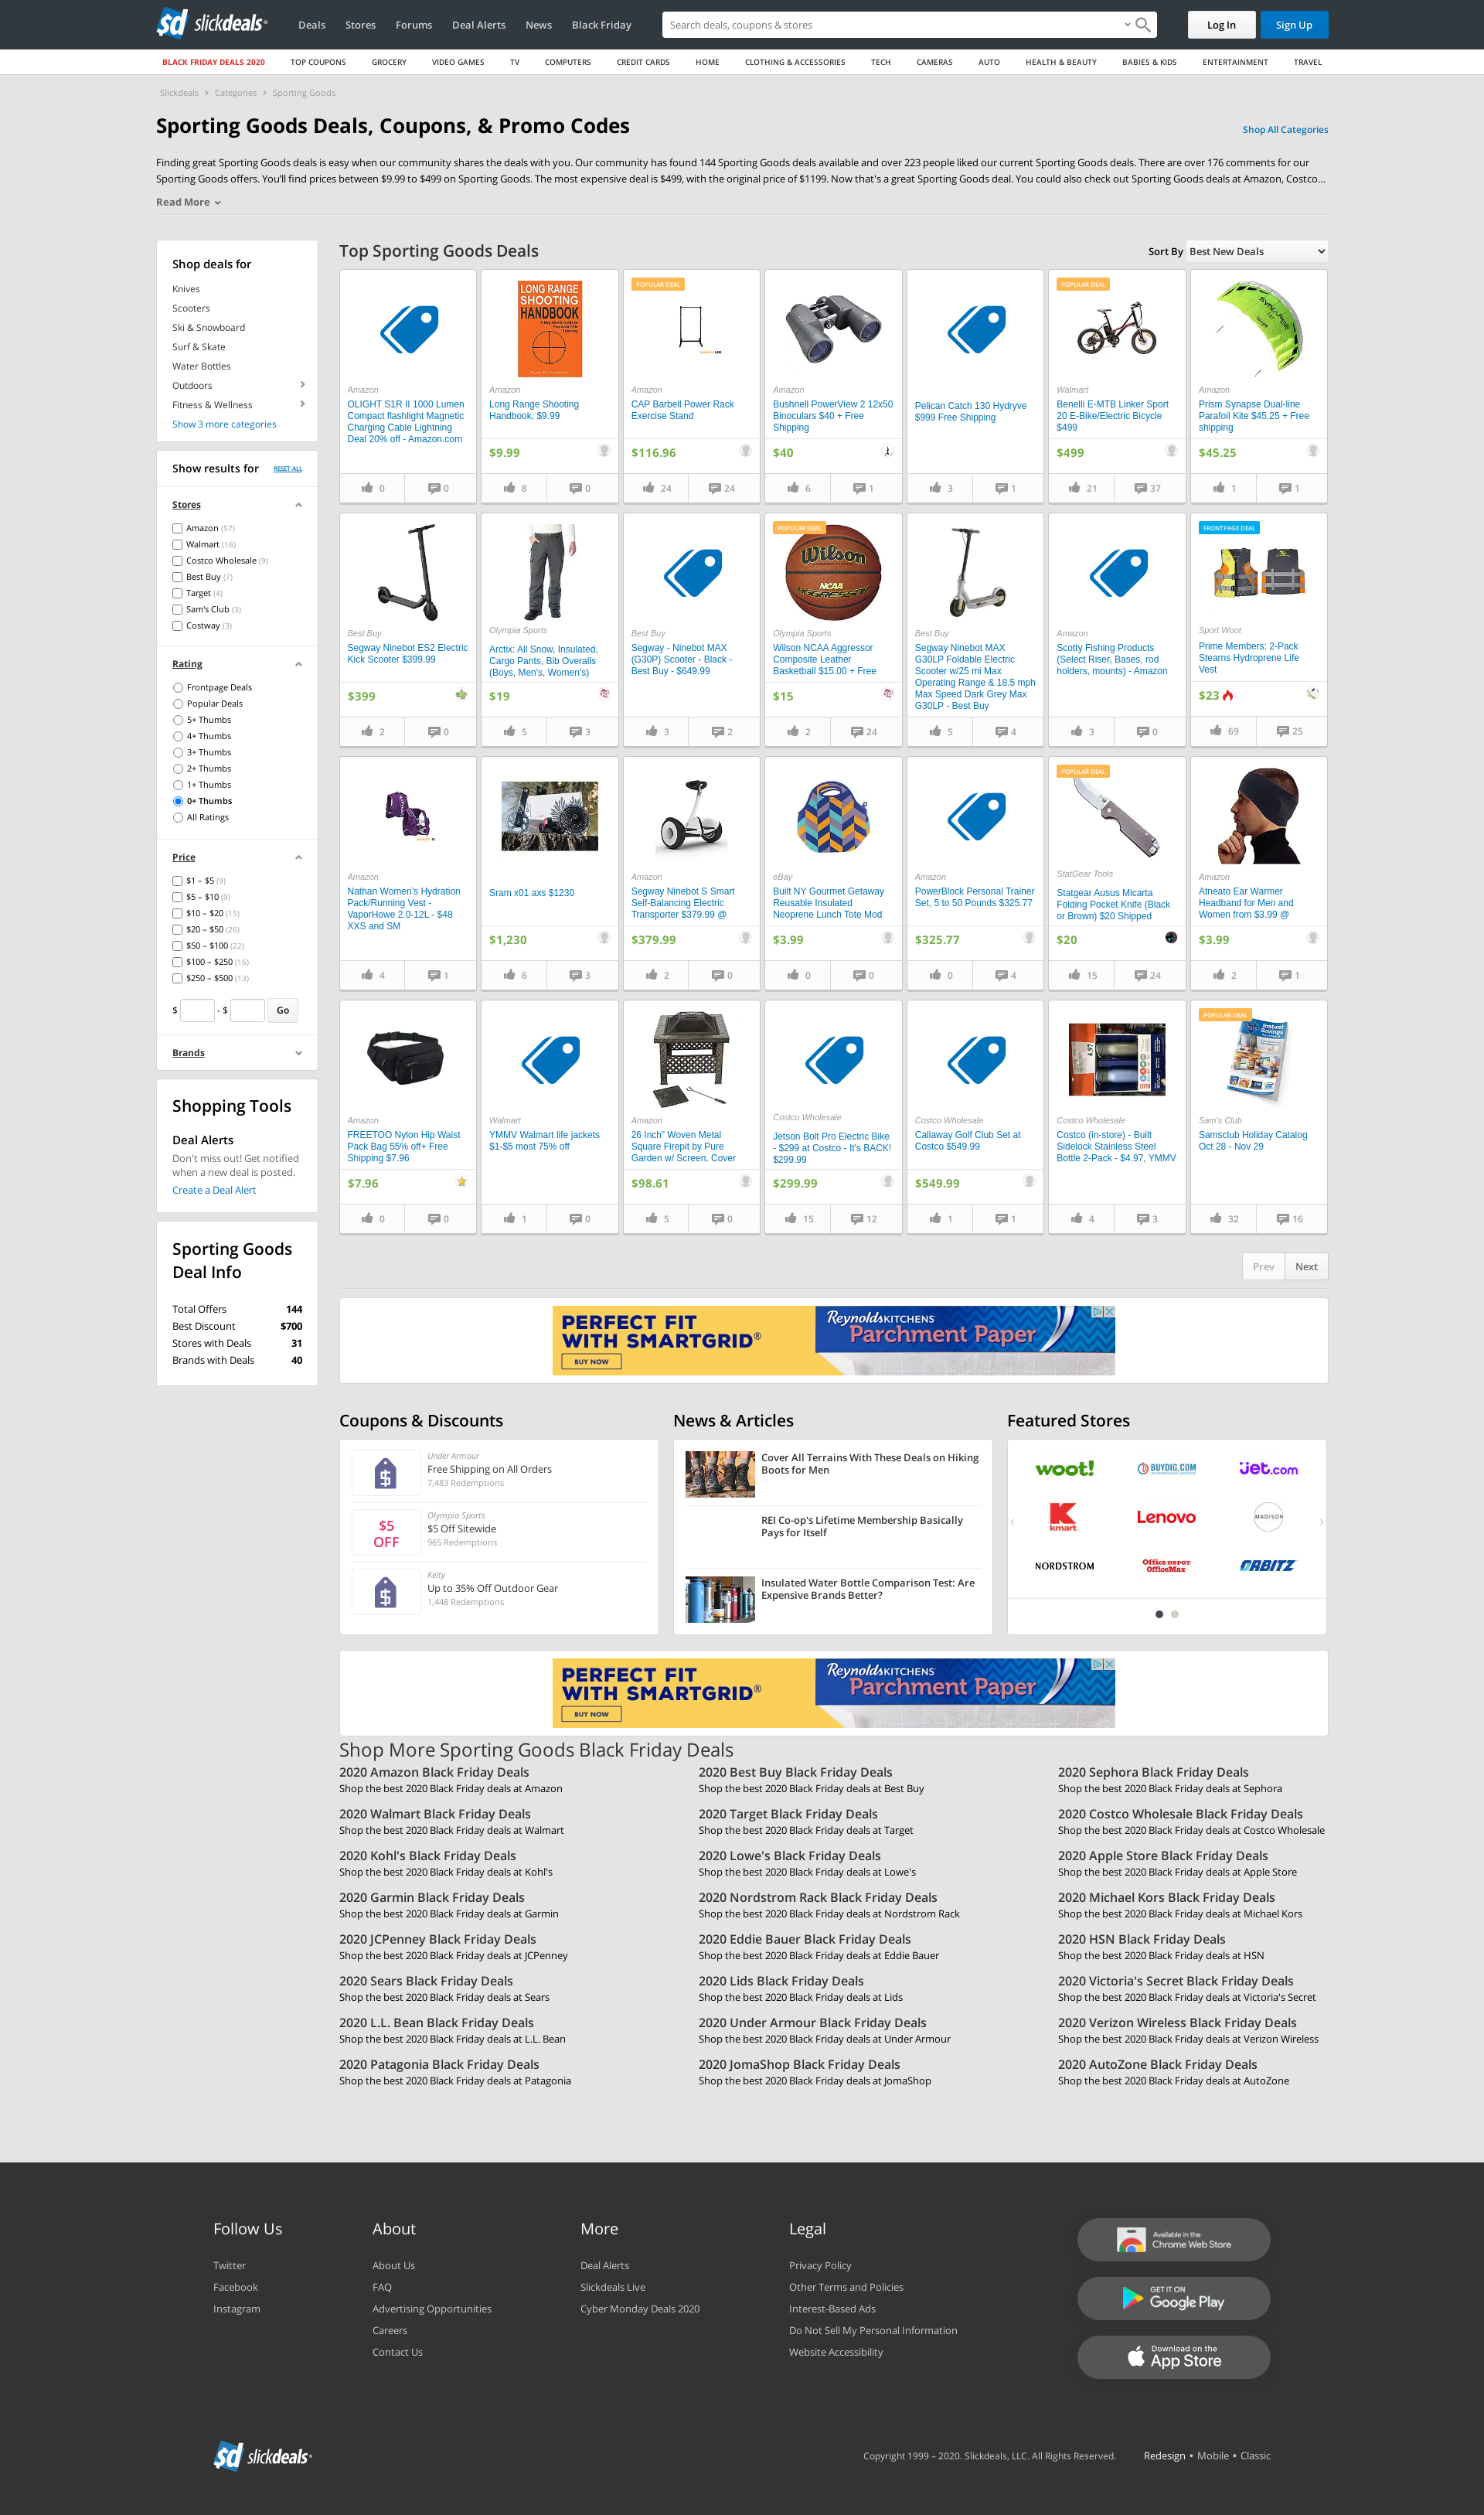 sd slickdeals
Deals
Stores
Forums
Deal Alerts
News
Black Friday
Search deals, coupons & stores
Log In
Sign Up
BLACK FRIDAY DEALS 2020
TOP COUPONS
GROCERY
VIDEO GAMES
TV
COMPUTERS
CREDIT CARDS
HOME
CLOTHING & ACCESSORIES
TECH
CAMERAS
AUTO
HEALTH & BEAUTY
BABIES & KIDS
ENTERTAINMENT
TRAVEL
Slickdeals › Categories › Sporting Goods
Sporting Goods Deals, Coupons, & Promo Codes
Shop All Categories
Finding great Sporting Goods deals is easy when our community shares the deals with you. Our community has found 144 Sporting Goods deals available and over 223 people liked our current Sporting Goods deals. There are over 176 comments for our
Sporting Goods offers. You'll find prices between $9.99 to $499 on Sporting Goods. The most expensive deal is $499, with the original price of $1199. Now that's a great Sporting Goods deal. You could also check out Sporting Goods deals at Amazon, Costco...
Read More
Shop deals for
Knives
Scooters
Ski & Snowboard
Surf & Skate
Water Bottles
Outdoors
Fitness & Wellness
Show 3 more categories
Show results for
RESET ALL
Stores
Amazon (57)
Walmart (16)
Costco Wholesale (9)
Best Buy (7)
Target (4)
Sam's Club (3)
Costway (3)
Rating
Frontpage Deals
Popular Deals
5+ Thumbs
4+ Thumbs
3+ Thumbs
2+ Thumbs
1+ Thumbs
0+ Thumbs
All Ratings
Price
$1 – $5 (9)
$5 – $10 (9)
$10 – $20 (15)
$20 – $50 (26)
$50 – $100 (22)
$100 – $250 (16)
$250 – $500 (13)
$ - $ Go
Brands
Shopping Tools
Deal Alerts
Don't miss out! Get notified
when a new deal is posted.
Create a Deal Alert
Sporting Goods
Deal Info
Total Offers 144
Best Discount $700
Stores with Deals 31
Brands with Deals 40
Top Sporting Goods Deals
Sort By Best New Deals
Amazon
OLIGHT S1R II 1000 Lumen
Compact flashlight Magnetic
Charging Cable Lightning
Deal 20% off - Amazon.com
0 0
LONG RANGE
SHOOTING
HANDBOOK
Amazon
Long Range Shooting
Handbook, $9.99
$9.99
8 0
POPULAR DEAL
Amazon
CAP Barbell Power Rack
Exercise Stand
$116.96
24 24
Amazon
Bushnell PowerView 2 12x50
Binoculars $40 + Free
Shipping
$40
6 1
Pelican Catch 130 Hydryve
$999 Free Shipping
3 1
POPULAR DEAL
Walmart
Benelli E-MTB Linker Sport
20 E-Bike/Electric Bicycle
$499
$499
21 37
Amazon
Prism Synapse Dual-line
Parafoil Kite $45.25 + Free
shipping
$45.25
1 1
Best Buy
Segway Ninebot ES2 Electric
Kick Scooter $399.99
$399
2 0
Olympia Sports
Arctix: All Snow, Insulated,
Cargo Pants, Bib Overalls
(Boys, Men's, Women's)
$19
5 3
Best Buy
Segway - Ninebot MAX
(G30P) Scooter - Black -
Best Buy - $649.99
3 2
POPULAR DEAL
Wilson
NCAA
AGGRESSOR
Olympia Sports
Wilson NCAA Aggressor
Composite Leather
Basketball $15.00 + Free
$15
2 24
Best Buy
Segway Ninebot MAX
G30LP Foldable Electric
Scooter w/25 mi Max
Operating Range & 18.5 mph
Max Speed Dark Grey Max
G30LP - Best Buy
5 4
Amazon
Scotty Fishing Products
(Select Riser, Bases, rod
holders, mounts) - Amazon
3 0
FRONTPAGE DEAL
Sport Woot
Prime Members: 2-Pack
Stearns Hydroprene Life
Vest
$23
69 25
Amazon
Nathan Women's Hydration
Pack/Running Vest -
VaporHowe 2.0-12L - $48
XXS and SM
4 1
Sram x01 axs $1230
$1,230
6 3
Amazon
Segway Ninebot S Smart
Self-Balancing Electric
Transporter $379.99 @
$379.99
2 0
eBay
Built NY Gourmet Getaway
Reusable Insulated
Neoprene Lunch Tote Mod
$3.99
0 0
Amazon
PowerBlock Personal Trainer
Set, 5 to 50 Pounds $325.77
$325.77
0 4
POPULAR DEAL
StatGear Tools
Statgear Ausus Micarta
Folding Pocket Knife (Black
or Brown) $20 Shipped
$20
15 24
Amazon
Atneato Ear Warmer
Headband for Men and
Women from $3.99 @
$3.99
2 1
Amazon
FREETOO Nylon Hip Waist
Pack Bag 55% off+ Free
Shipping $7.96
$7.96
0 0
Walmart
YMMV Walmart life jackets
$1-$5 most 75% off
1 0
Amazon
26 Inch" Woven Metal
Square Firepit by Pure
Garden w/ Screen, Cover
$98.61
5 0
Costco Wholesale
Jetson Bolt Pro Electric Bike
- $299 at Costco - It's BACK!
$299.99
$299.99
15 12
Costco Wholesale
Callaway Golf Club Set at
Costco $549.99
$549.99
1 1
4.97
Costco Wholesale
Costco (in-store) - Built
Sidelock Stainless Steel
Bottle 2-Pack - $4.97, YMMV
4 3
POPULAR DEAL
Instant
Savings
Sam's Club
Samsclub Holiday Catalog
Oct 28 - Nov 29
32 16
Prev
Next
PERFECT FIT
WITH SMARTGRID®
BUY NOW
Reynolds KITCHENS
Parchment Paper
Coupons & Discounts
Under Armour
Free Shipping on All Orders
7,483 Redemptions
$5
OFF
Olympia Sports
$5 Off Sitewide
965 Redemptions
Kelty
Up to 35% Off Outdoor Gear
1,448 Redemptions
News & Articles
Cover All Terrains With These Deals on Hiking
Boots for Men
REI Co-op's Lifetime Membership Basically
Pays for Itself
Insulated Water Bottle Comparison Test: Are
Expensive Brands Better?
Featured Stores
woot!
BUYDIG.COM
jet.com
kmart
Lenovo
MADISON
NORDSTROM
Office DEPOT
OfficeMax
ORBITZ
PERFECT FIT
WITH SMARTGRID®
BUY NOW
Reynolds KITCHENS
Parchment Paper
Shop More Sporting Goods Black Friday Deals
2020 Amazon Black Friday Deals
Shop the best 2020 Black Friday deals at Amazon
2020 Best Buy Black Friday Deals
Shop the best 2020 Black Friday deals at Best Buy
2020 Sephora Black Friday Deals
Shop the best 2020 Black Friday deals at Sephora
2020 Walmart Black Friday Deals
Shop the best 2020 Black Friday deals at Walmart
2020 Target Black Friday Deals
Shop the best 2020 Black Friday deals at Target
2020 Costco Wholesale Black Friday Deals
Shop the best 2020 Black Friday deals at Costco Wholesale
2020 Kohl's Black Friday Deals
Shop the best 2020 Black Friday deals at Kohl's
2020 Lowe's Black Friday Deals
Shop the best 2020 Black Friday deals at Lowe's
2020 Apple Store Black Friday Deals
Shop the best 2020 Black Friday deals at Apple Store
2020 Garmin Black Friday Deals
Shop the best 2020 Black Friday deals at Garmin
2020 Nordstrom Rack Black Friday Deals
Shop the best 2020 Black Friday deals at Nordstrom Rack
2020 Michael Kors Black Friday Deals
Shop the best 2020 Black Friday deals at Michael Kors
2020 JCPenney Black Friday Deals
Shop the best 2020 Black Friday deals at JCPenney
2020 Eddie Bauer Black Friday Deals
Shop the best 2020 Black Friday deals at Eddie Bauer
2020 HSN Black Friday Deals
Shop the best 2020 Black Friday deals at HSN
2020 Sears Black Friday Deals
Shop the best 2020 Black Friday deals at Sears
2020 Lids Black Friday Deals
Shop the best 2020 Black Friday deals at Lids
2020 Victoria's Secret Black Friday Deals
Shop the best 2020 Black Friday deals at Victoria's Secret
2020 L.L. Bean Black Friday Deals
Shop the best 2020 Black Friday deals at L.L. Bean
2020 Under Armour Black Friday Deals
Shop the best 2020 Black Friday deals at Under Armour
2020 Verizon Wireless Black Friday Deals
Shop the best 2020 Black Friday deals at Verizon Wireless
2020 Patagonia Black Friday Deals
Shop the best 2020 Black Friday deals at Patagonia
2020 JomaShop Black Friday Deals
Shop the best 2020 Black Friday deals at JomaShop
2020 AutoZone Black Friday Deals
Shop the best 2020 Black Friday deals at AutoZone
Follow Us
Twitter
Facebook
Instagram
About
About Us
FAQ
Advertising Opportunities
Careers
Contact Us
More
Deal Alerts
Slickdeals Live
Cyber Monday Deals 2020
Legal
Privacy Policy
Other Terms and Policies
Interest-Based Ads
Do Not Sell My Personal Information
Website Accessibility
Available in the
Chrome Web Store
GET IT ON
Google Play
Download on the
App Store
sd slickdeals
Copyright 1999 – 2020. Slickdeals, LLC. All Rights Reserved.
Redesign • Mobile • Classic